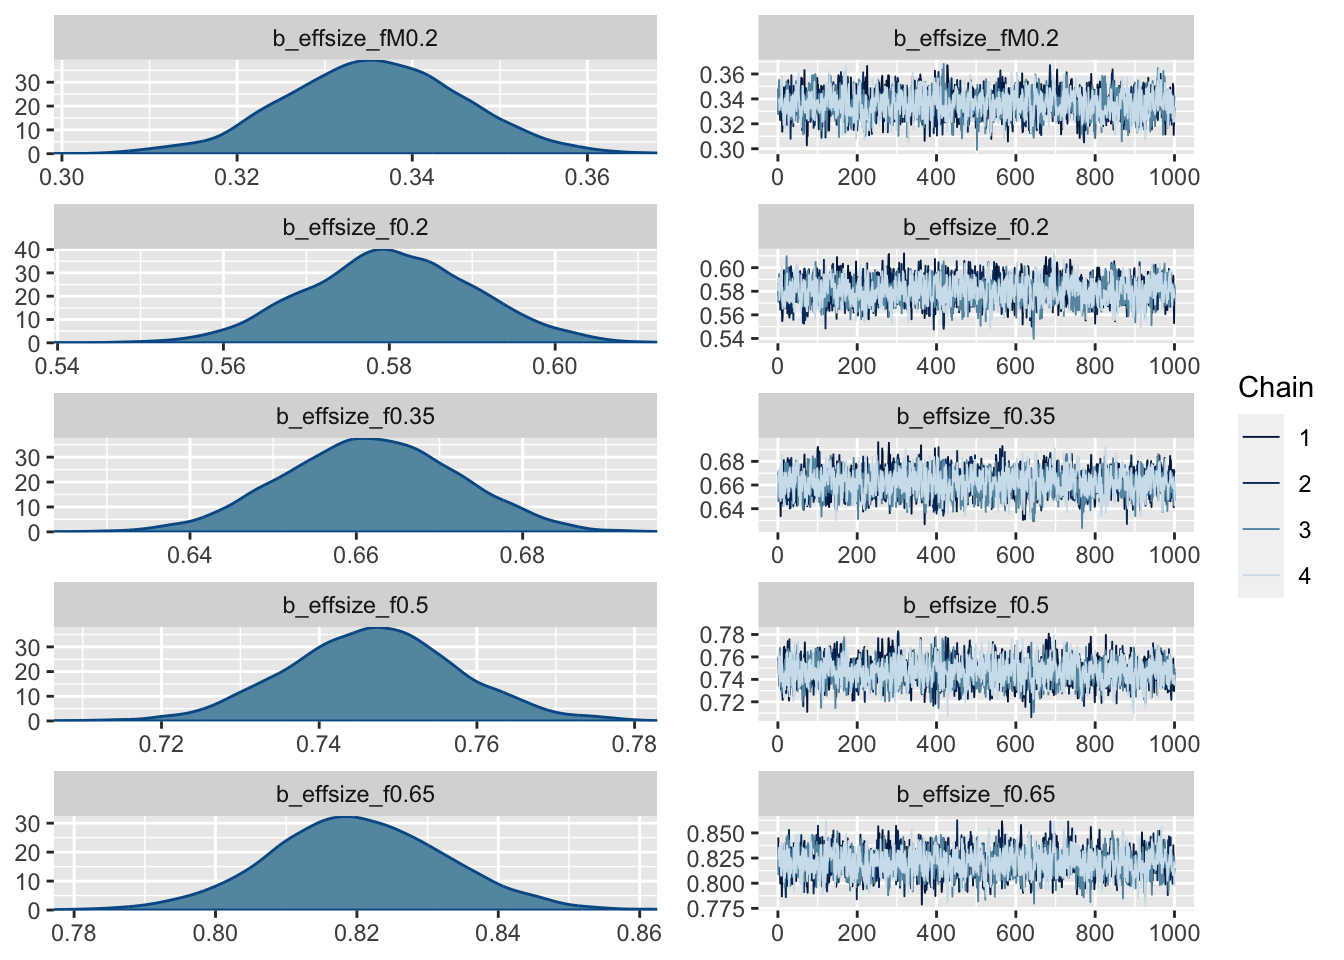 b_effsize_fM0.2
30
20
10
0
0.30 0.32 0.34 0.36
b_effsize_fM0.2
0.36
0.34
0.32
0.30
0 200 400 600 800 1000
b_effsize_f0.2
40
30
20
10
0
0.54 0.56 0.58 0.60
b_effsize_f0.2
0.60
0.58
0.56
0.54
0 200 400 600 800 1000
b_effsize_f0.35
30
20
10
0
0.64 0.66 0.68
b_effsize_f0.35
0.68
0.66
0.64
0 200 400 600 800 1000
b_effsize_f0.5
30
20
10
0
0.72 0.74 0.76 0.78
b_effsize_f0.5
0.78
0.76
0.74
0.72
0 200 400 600 800 1000
b_effsize_f0.65
30
20
10
0
0.78 0.80 0.82 0.84 0.86
b_effsize_f0.65
0.850
0.825
0.800
0.775
0 200 400 600 800 1000
Chain
1
2
3
4